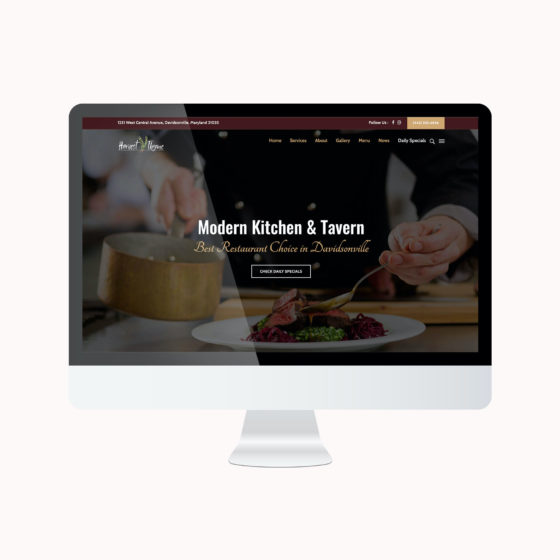 1251 West Central Avenue, Davidsonville, Maryland 21035
Follow Us:
Harvest Thyme
Home Services About Gallery Menu News Daily Specials
Modern Kitchen & Tavern
Best Restaurant Choice in Davidsonville
CHECK DAILY SPECIALS